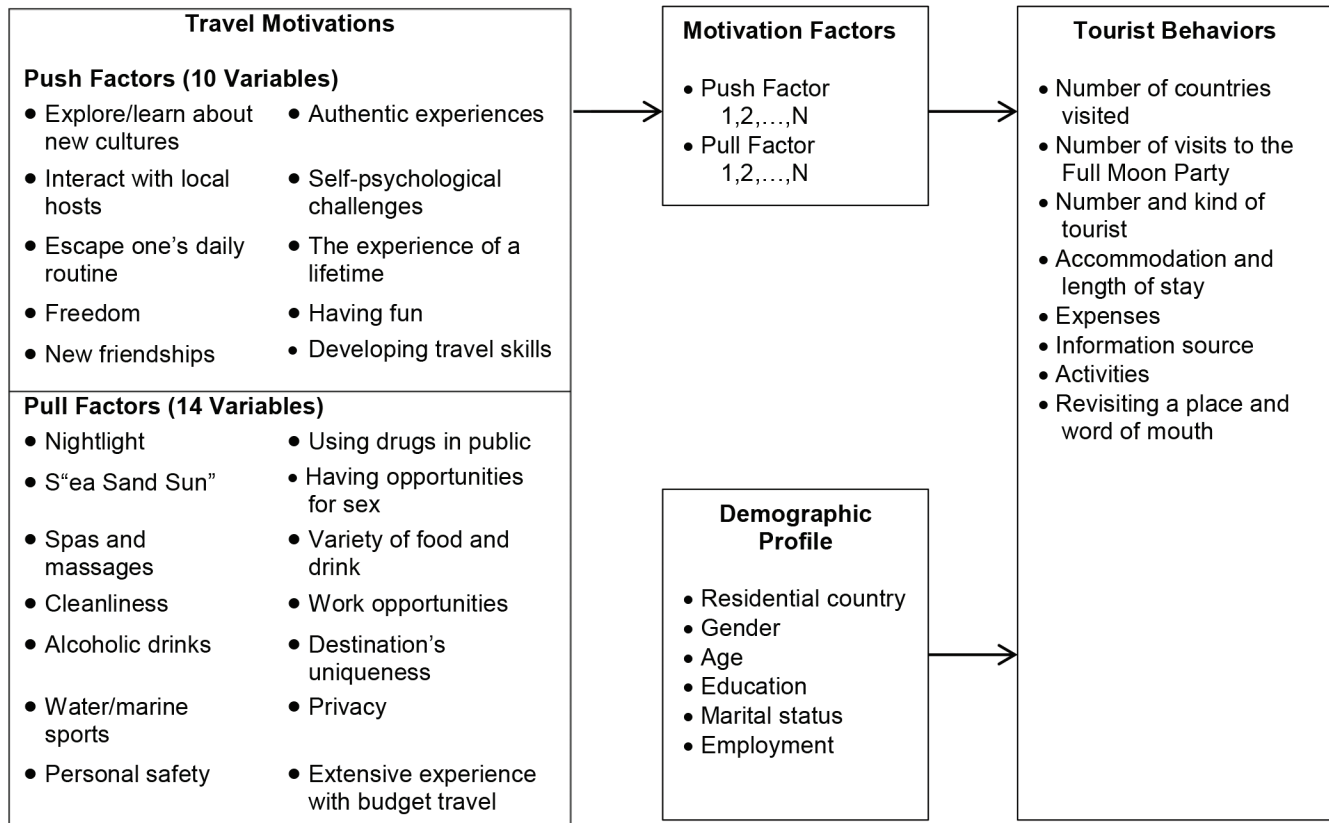 Travel Motivations
Push Factors (10 Variables)
• Explore/learn about
new cultures
• Interact with local
hosts
• Escape one’s daily
routine
• Freedom
• New friendships
• Authentic experiences
• Self-psychological
challenges
• The experience of a
lifetime
• Having fun
• Developing travel skills
Pull Factors (14 Variables)
• Nightlight
• S“ea Sand Sun”
• Spas and
massages
• Cleanliness
• Alcoholic drinks
• Water/marine
sports
• Personal safety
• Using drugs in public
• Having opportunities
for sex
• Variety of food and
drink
• Work opportunities
• Destination’s
uniqueness
• Privacy
• Extensive experience
with budget travel
Motivation Factors
• Push Factor
1,2,…,N
• Pull Factor
1,2,…,N
Demographic
Profile
• Residential country
• Gender
• Age
• Education
• Marital status
• Employment
Tourist Behaviors
• Number of countries
visited
• Number of visits to the
Full Moon Party
• Number and kind of
tourist
• Accommodation and
length of stay
• Expenses
• Information source
• Activities
• Revisiting a place and
word of mouth